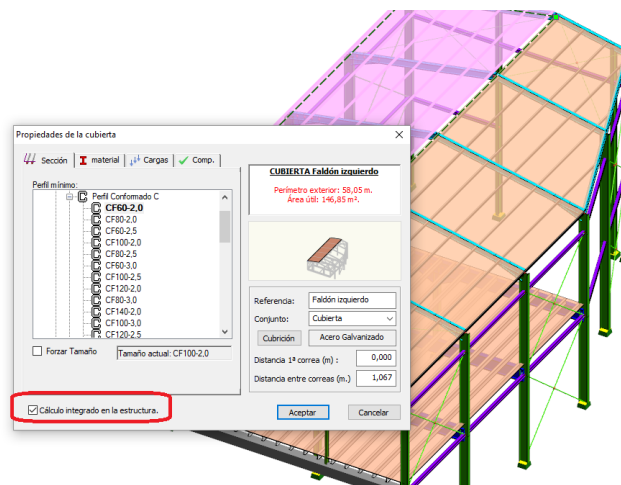 Propiedades de la cubierta
Sección
material
Cargas
Comp.
Perfil mínimo:
Perfil Conformado C
CF60-2,0
CF80-2,0
CF60-2,5
CF100-2,0
CF80-2,5
CF60-3,0
CF100-2,5
CF120-2,0
CF80-3,0
CF140-2,0
CF100-3,0
CF120-2,5
Forzar Tamaño
Tamaño actual: CF100-2,0
Cálculo integrado en la estructura.
CUBIERTA Faldón izquierdo
Perímetro exterior: 58,05 m.
Área útil: 146,85 m².
Referencia: Faldón izquierdo
Conjunto: Cubierta
Cubrición Acero Galvanizado
Distancia 1ª correa (m) : 0,000
Distancia entre correas (m.) 1,067
Aceptar Cancelar